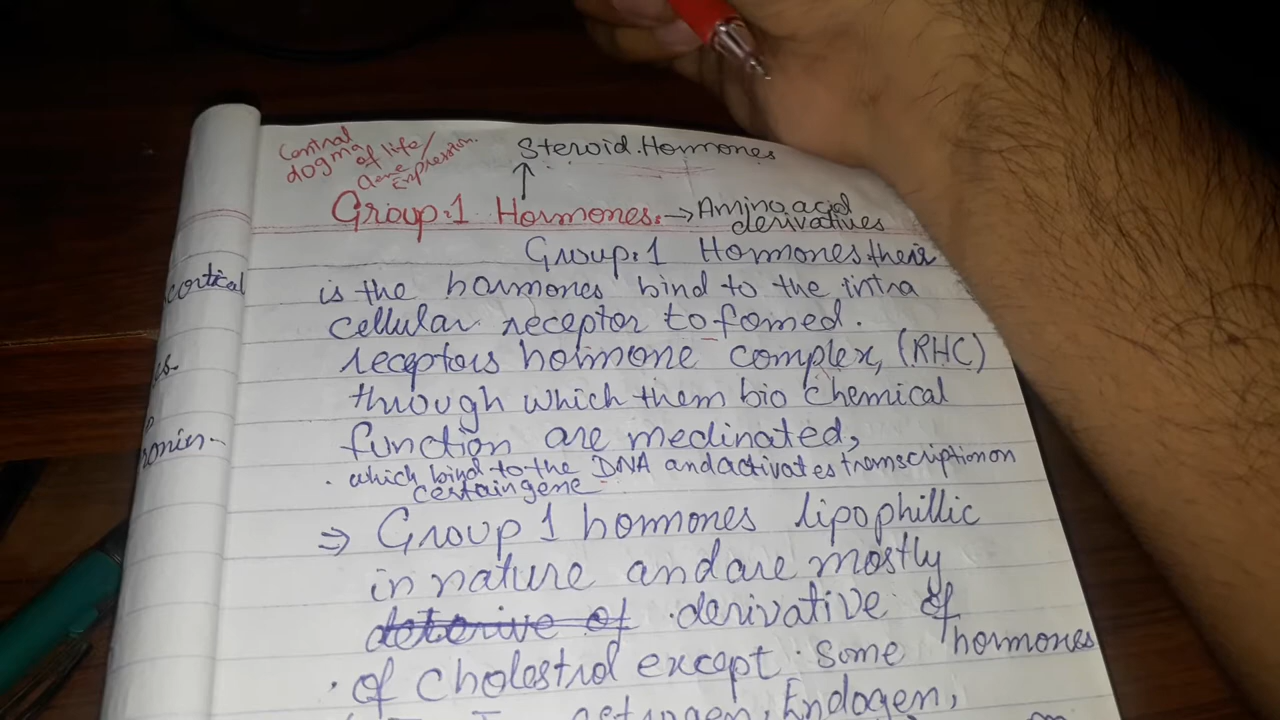 Central
dogma of life/
Gene Expression.
Steroid Hormones
Group:1 Hormones. → Amino acid
derivatives
Group:1 Hormones their
is the hormones bind to the intra
cellular receptor to fomed.
receptors hormone complex, (RHC)
through which them bio chemical
function are medinated,
. which bind to the DNA and activates transcription on
certain gene
⇒ Group 1 hormones lipophillic
in nature and are mostly
derivative of
of cholestrol except some hormones
Endogen,
cortical